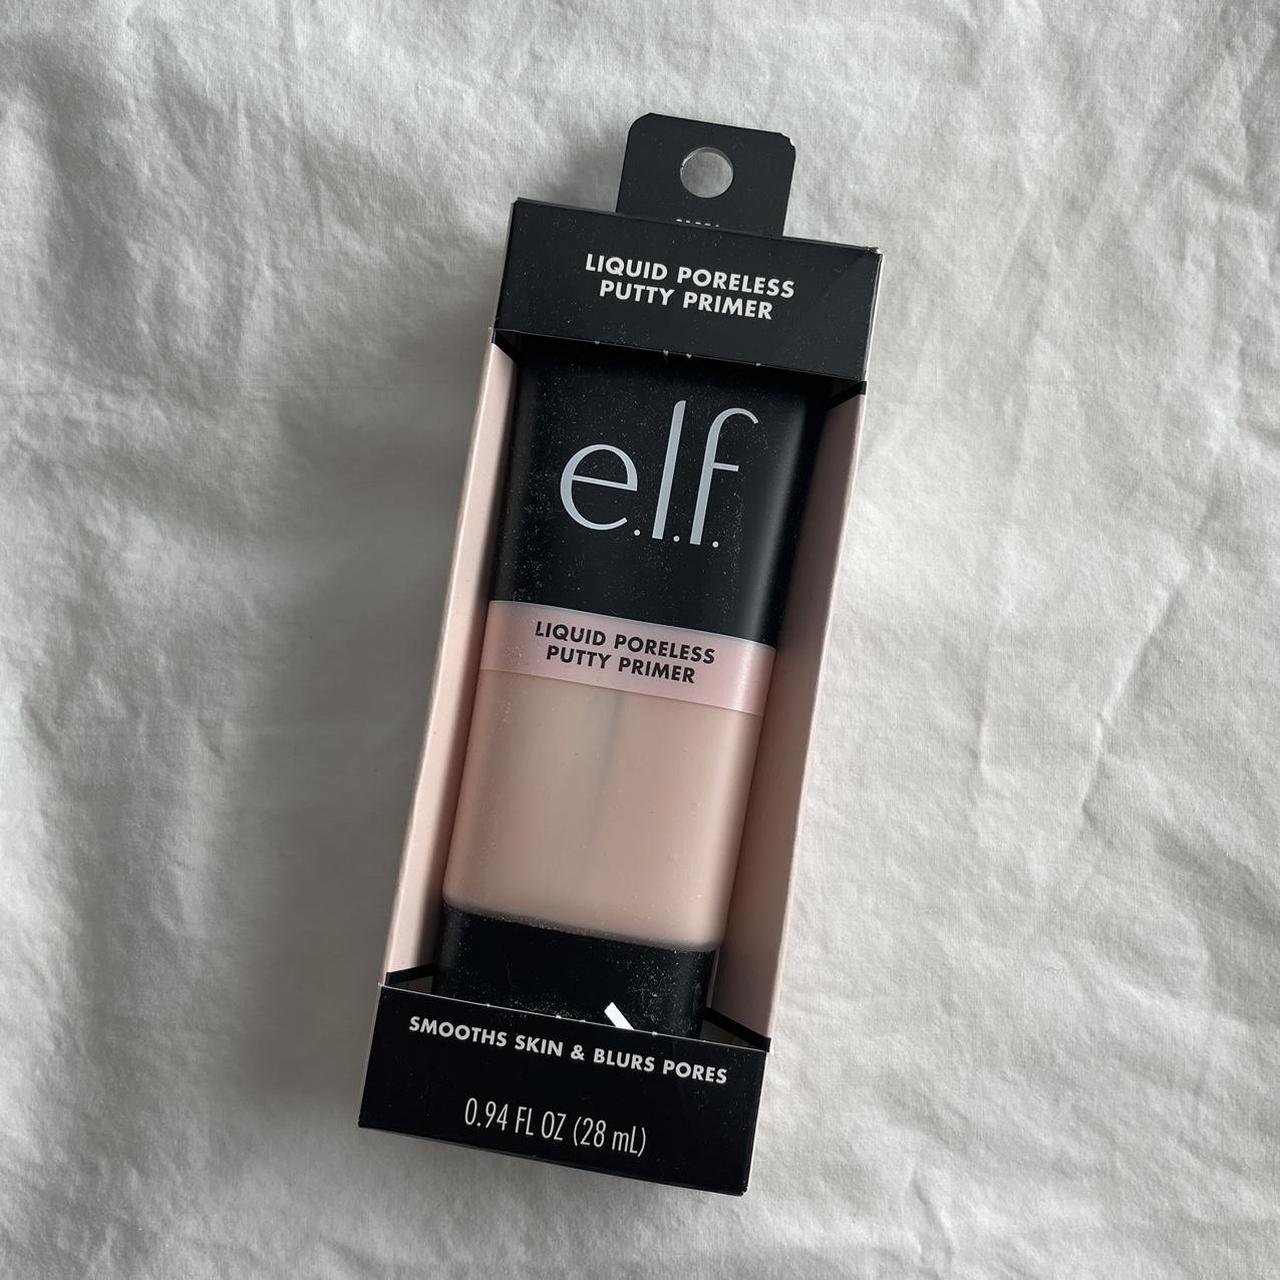 LIQUID PORELESS
PUTTY PRIMER
e.l.f.
LIQUID PORELESS
PUTTY PRIMER
SMOOTHS SKIN & BLURS PORES
0.94 FL OZ (28 mL)